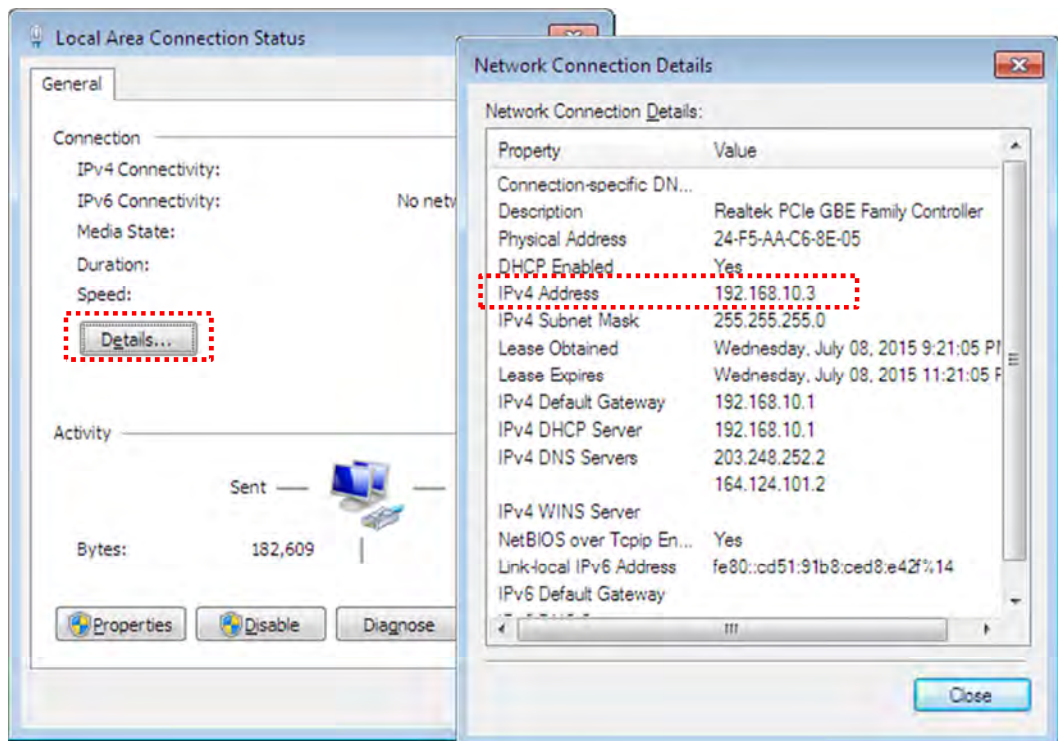 Local Area Connection Status
General
Connection
IPv4 Connectivity:
IPv6 Connectivity: No netw
Media State:
Duration:
Speed:
Details...
Activity
Sent
Bytes: 182,609
Properties Disable Diagnose
Network Connection Details
Network Connection Details:
Property Value
Connection-specific DN...
Description Realtek PCIe GBE Family Controller
Physical Address 24-F5-AA-C6-8E-05
DHCP Enabled Yes
IPv4 Address 192.168.10.3
IPv4 Subnet Mask 255.255.255.0
Lease Obtained Wednesday, July 08, 2015 9:21:05 P
Lease Expires Wednesday, July 08, 2015 11:21:05
IPv4 Default Gateway 192.168.10.1
IPv4 DHCP Server 192.168.10.1
IPv4 DNS Servers 203.248.252.2
164.124.101.2
IPv4 WINS Server
NetBIOS over Tcpip En... Yes
Link-local IPv6 Address fe80::cd51:91b8:ced8:e42f%14
IPv6 Default Gateway
Close